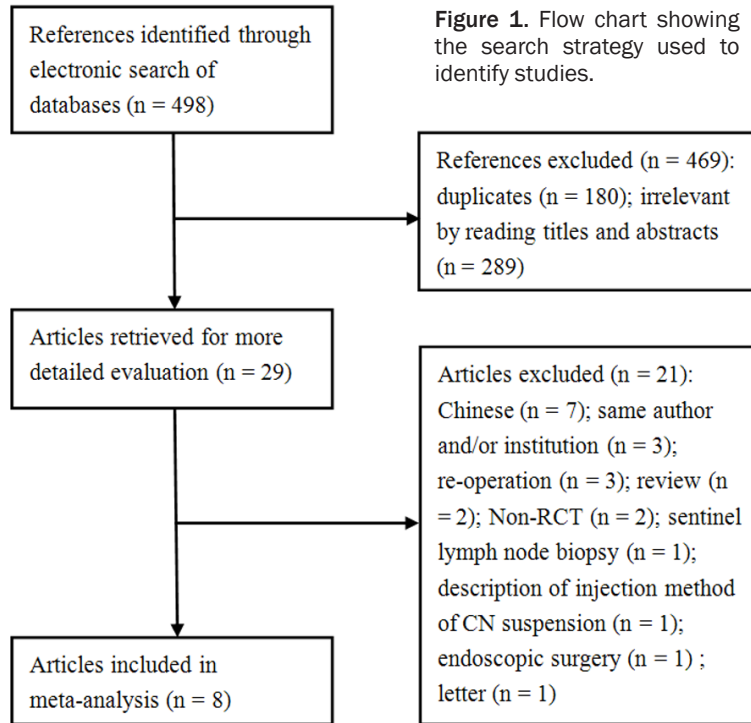 References identified through
electronic search of
databases (n = 498)
Figure 1. Flow chart showing
the search strategy used to
identify studies.
References excluded (n = 469):
duplicates (n = 180); irrelevant
by reading titles and abstracts
(n = 289)
Articles retrieved for more
detailed evaluation (n = 29)
Articles excluded (n = 21):
Chinese (n = 7); same author
and/or institution (n = 3);
re-operation (n = 3); review (n
= 2); Non-RCT (n = 2); sentinel
lymph node biopsy (n = 1);
description of injection method
of CN suspension (n = 1);
endoscopic surgery (n = 1) ;
letter (n = 1)
Articles included in
meta-analysis (n = 8)